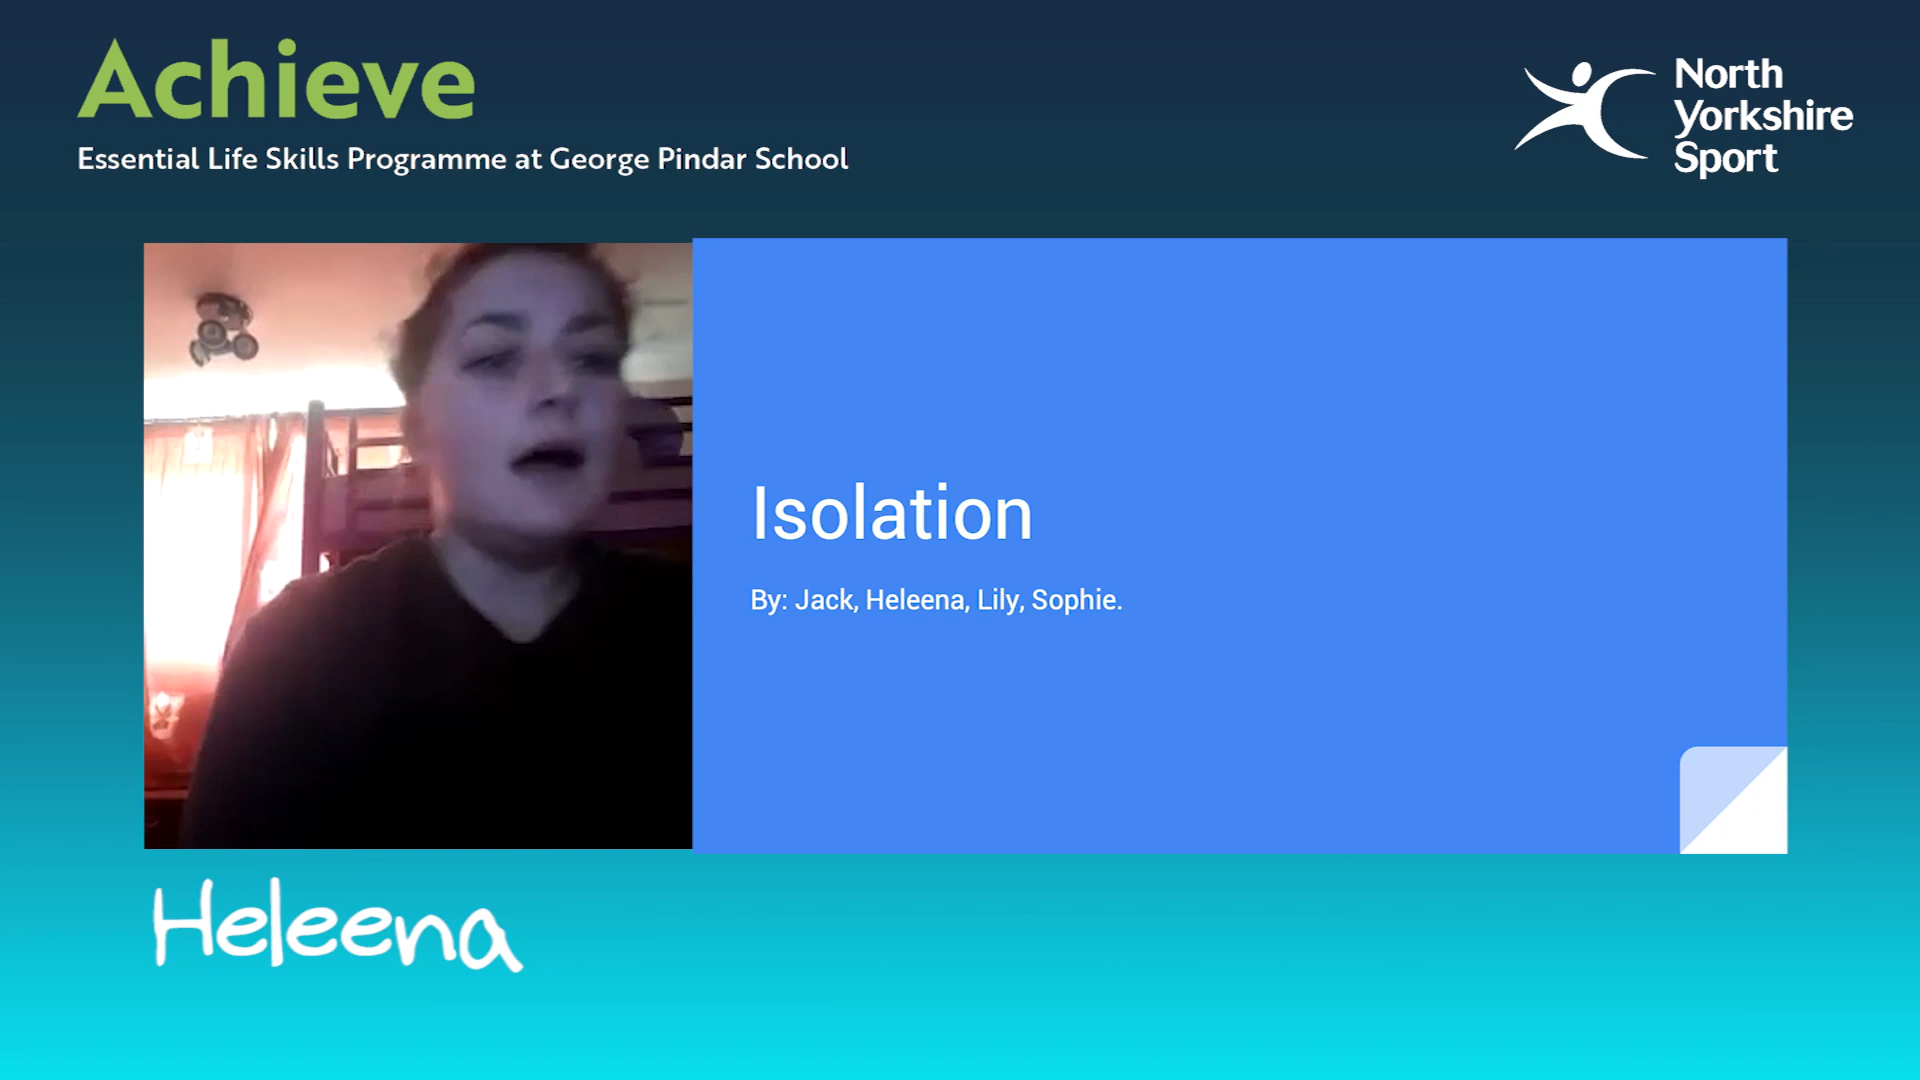 Achieve
Essential Life Skills Programme at George Pindar School
North
Yorkshire
Sport
Isolation
By: Jack, Heleena, Lily, Sophie.
Heleena